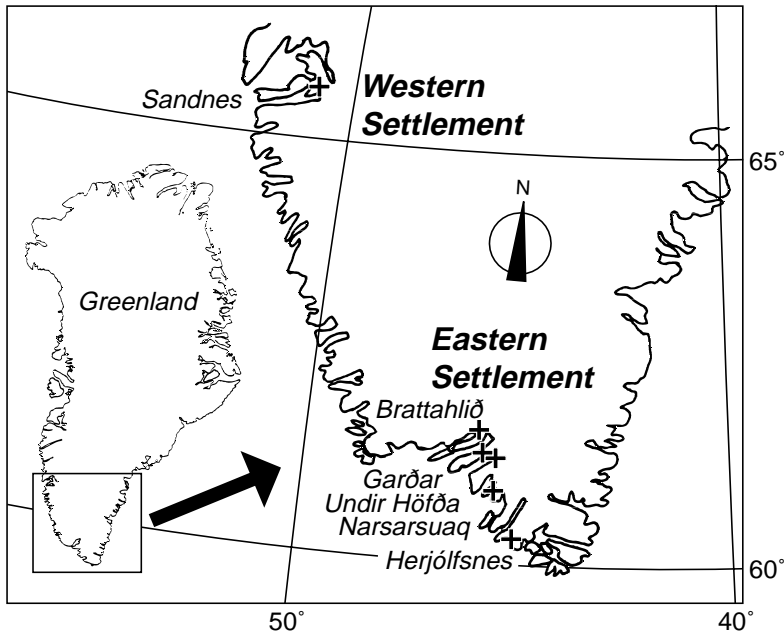 Sandnes
Western
Settlement
65°
N
Greenland
Eastern
Settlement
Brattahlið
Garðar
Undir Höfða
Narsarsuaq
Herjólfsnes
60°
50°
40°